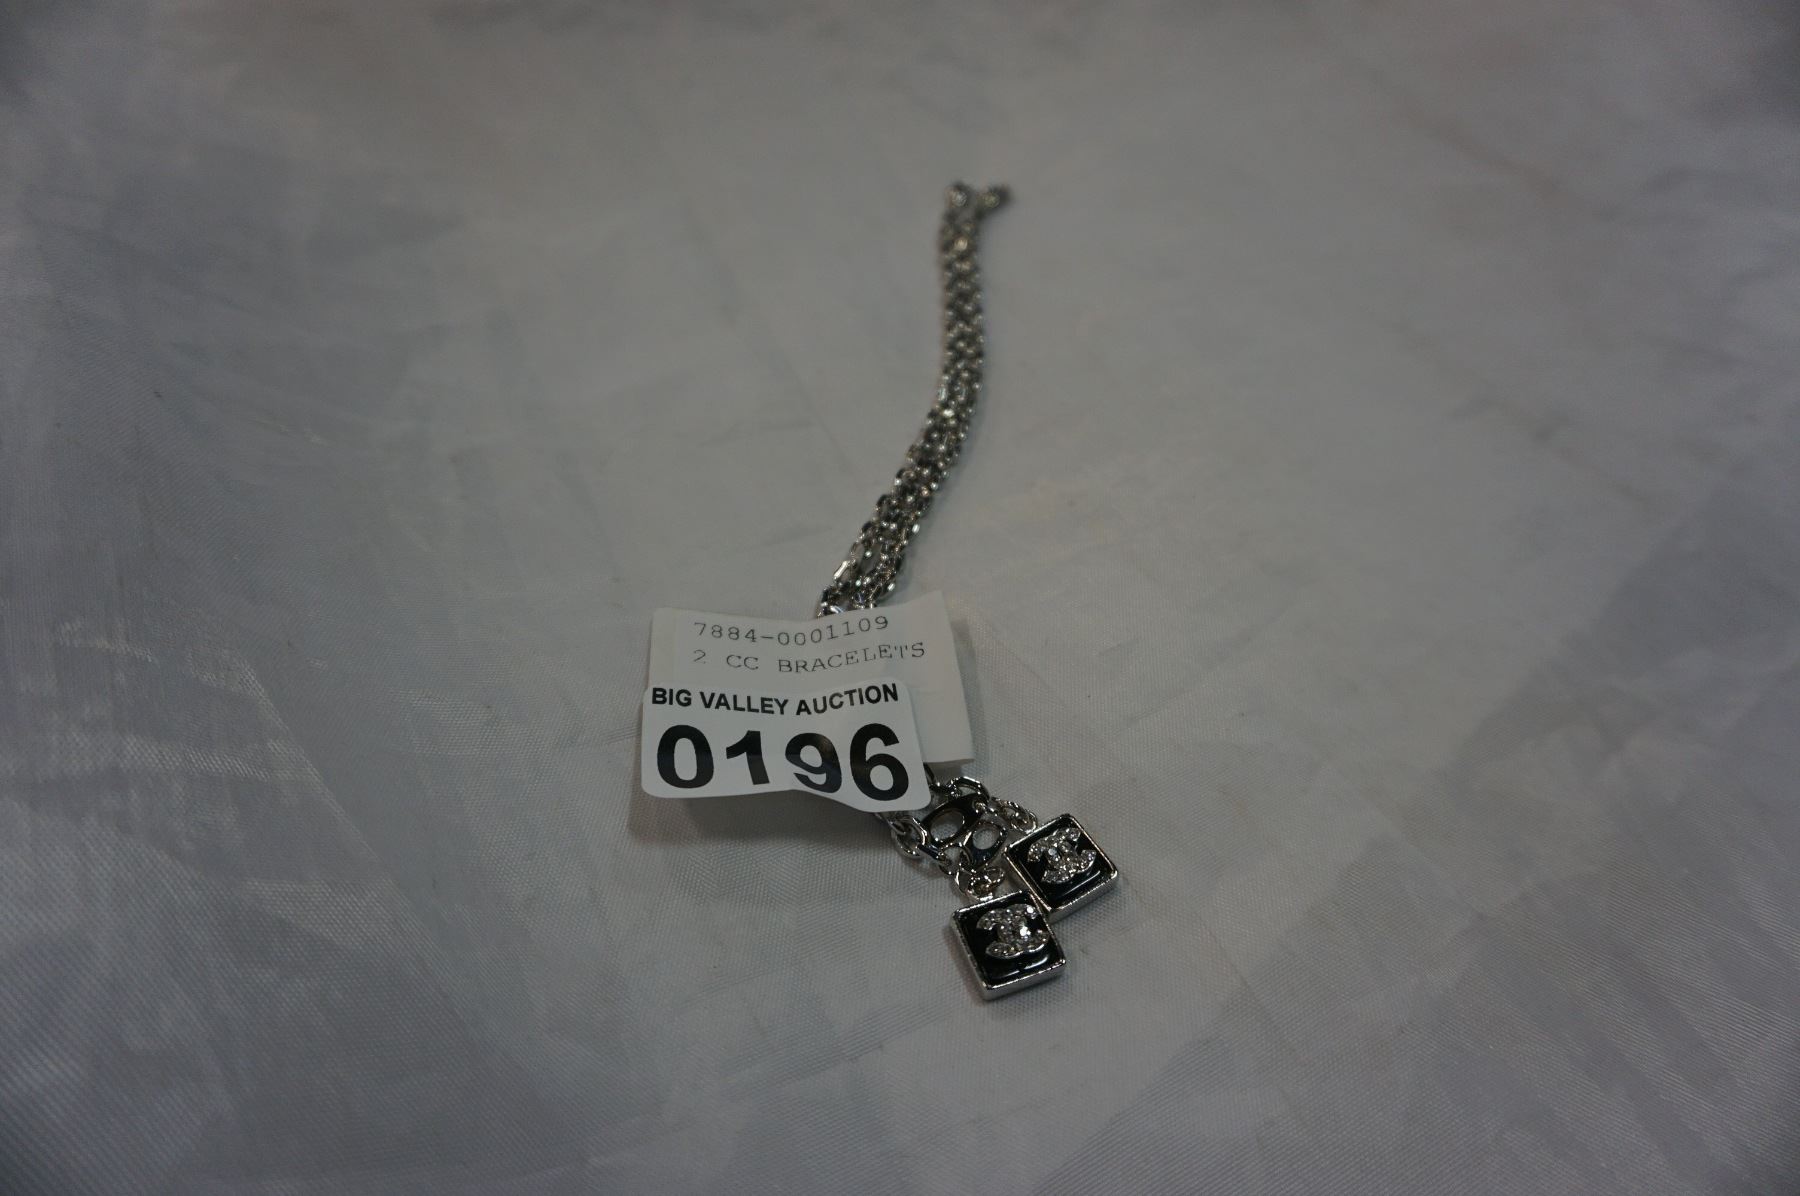 7884-0001109
2 CC BRACELETS
BIG VALLEY AUCTION
0196